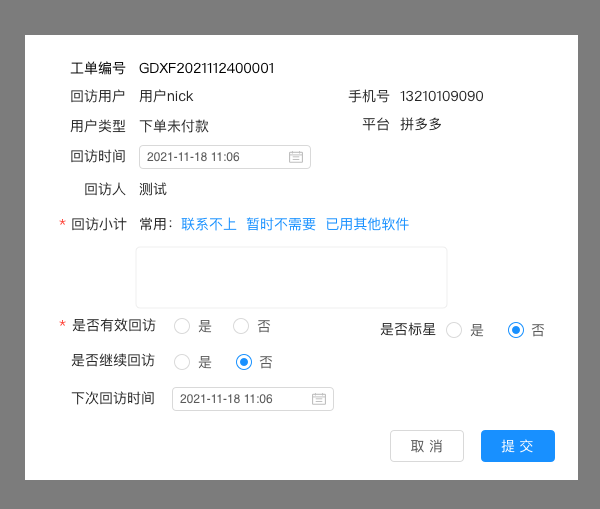 工单编号 GDXF2021112400001
回访用户 用户nick 手机号 13210109090
用户类型 下单未付款 平台 拼多多
回访时间 2021-11-18 11:06
回访人 测试
* 回访小计 常用： 联系不上 暂时不需要 已用其他软件
* 是否有效回访 是 否 是否标星 是 否
是否继续回访 是 否
下次回访时间 2021-11-18 11:06
取 消 提 交